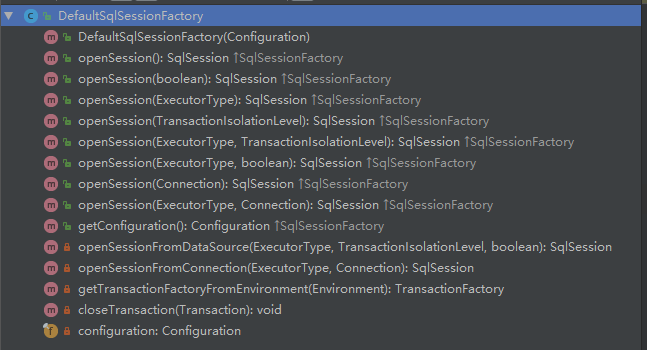 DefaultSqlSessionFactory
DefaultSqlSessionFactory(Configuration)
openSession(): SqlSession ↑SqlSessionFactory
openSession(boolean): SqlSession ↑SqlSessionFactory
openSession(ExecutorType): SqlSession ↑SqlSessionFactory
openSession(TransactionIsolationLevel): SqlSession ↑SqlSessionFactory
openSession(ExecutorType, TransactionIsolationLevel): SqlSession ↑SqlSessionFactory
openSession(ExecutorType, boolean): SqlSession ↑SqlSessionFactory
openSession(Connection): SqlSession ↑SqlSessionFactory
openSession(ExecutorType, Connection): SqlSession ↑SqlSessionFactory
getConfiguration(): Configuration ↑SqlSessionFactory
openSessionFromDataSource(ExecutorType, TransactionIsolationLevel, boolean): SqlSession
openSessionFromConnection(ExecutorType, Connection): SqlSession
getTransactionFactoryFromEnvironment(Environment): TransactionFactory
closeTransaction(Transaction): void
configuration: Configuration